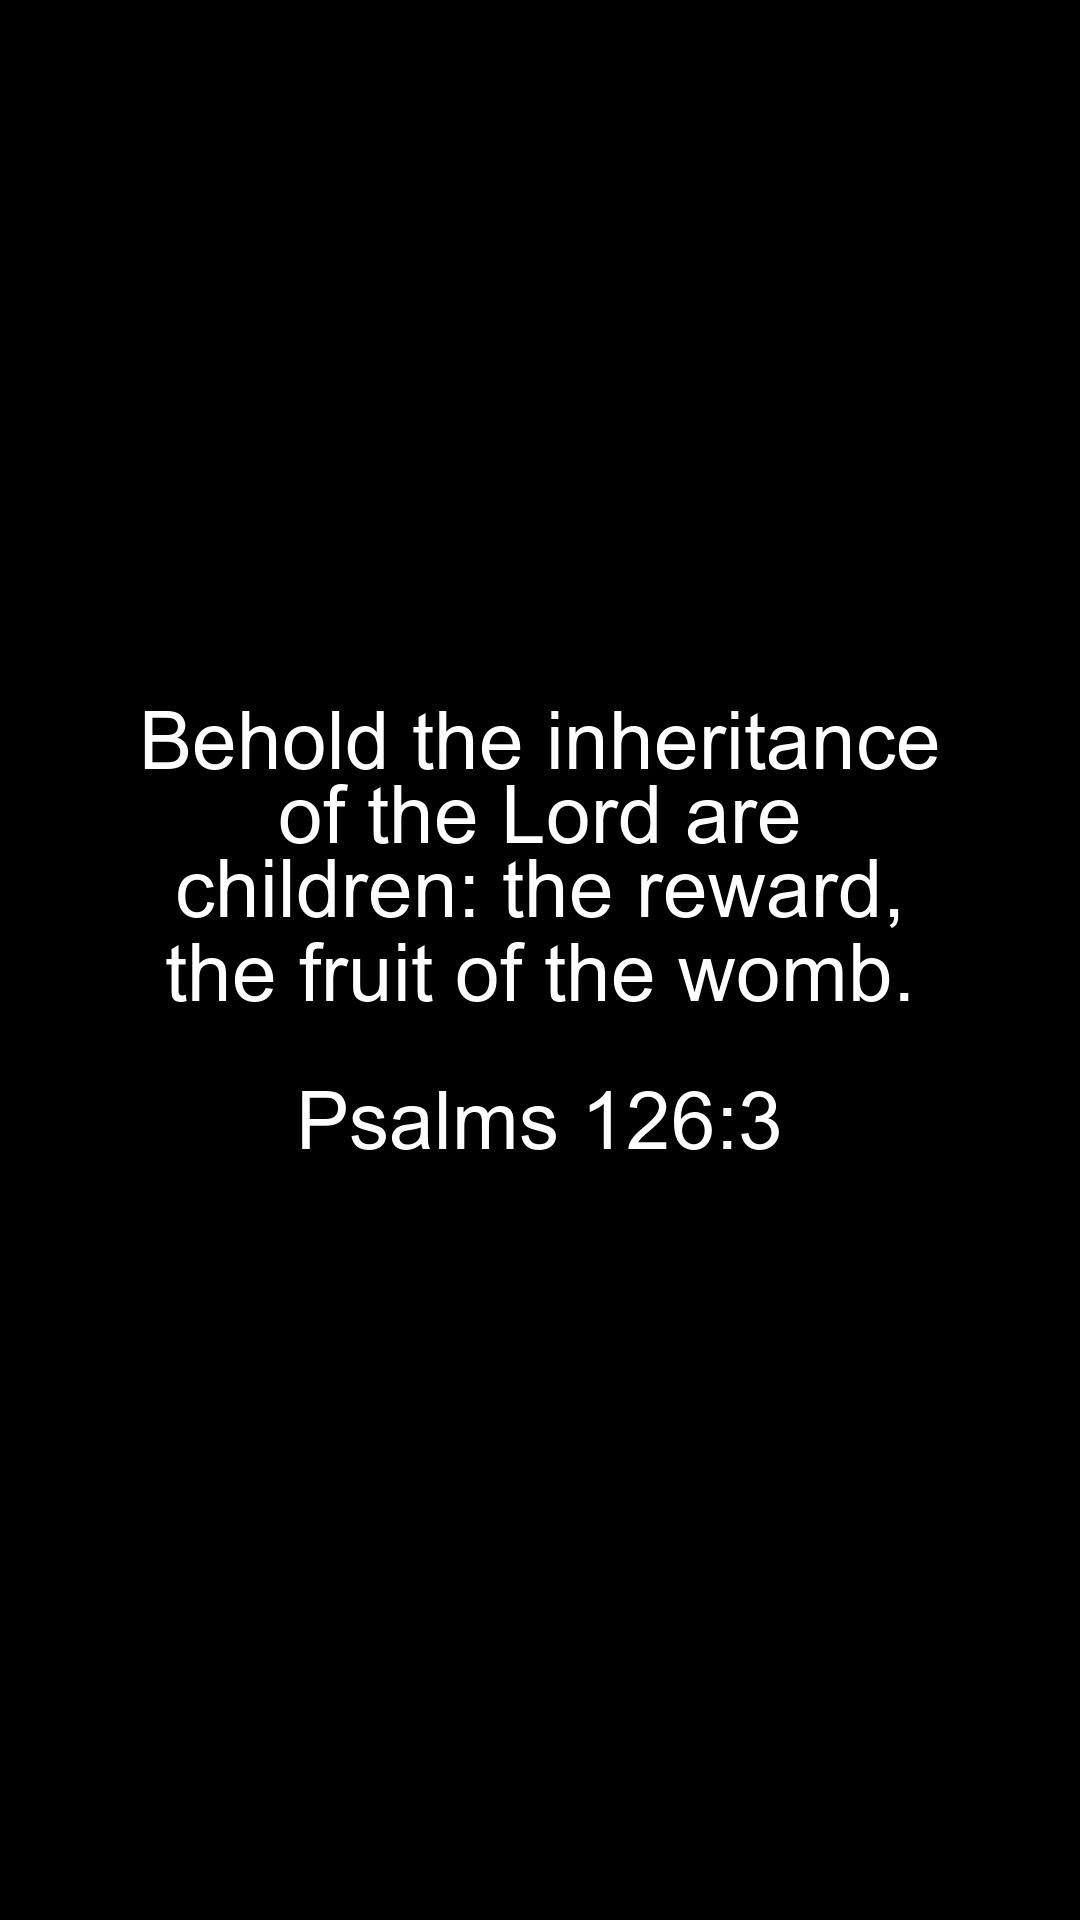 Behold the inheritance
of the Lord are
children: the reward,
the fruit of the womb.
Psalms 126:3